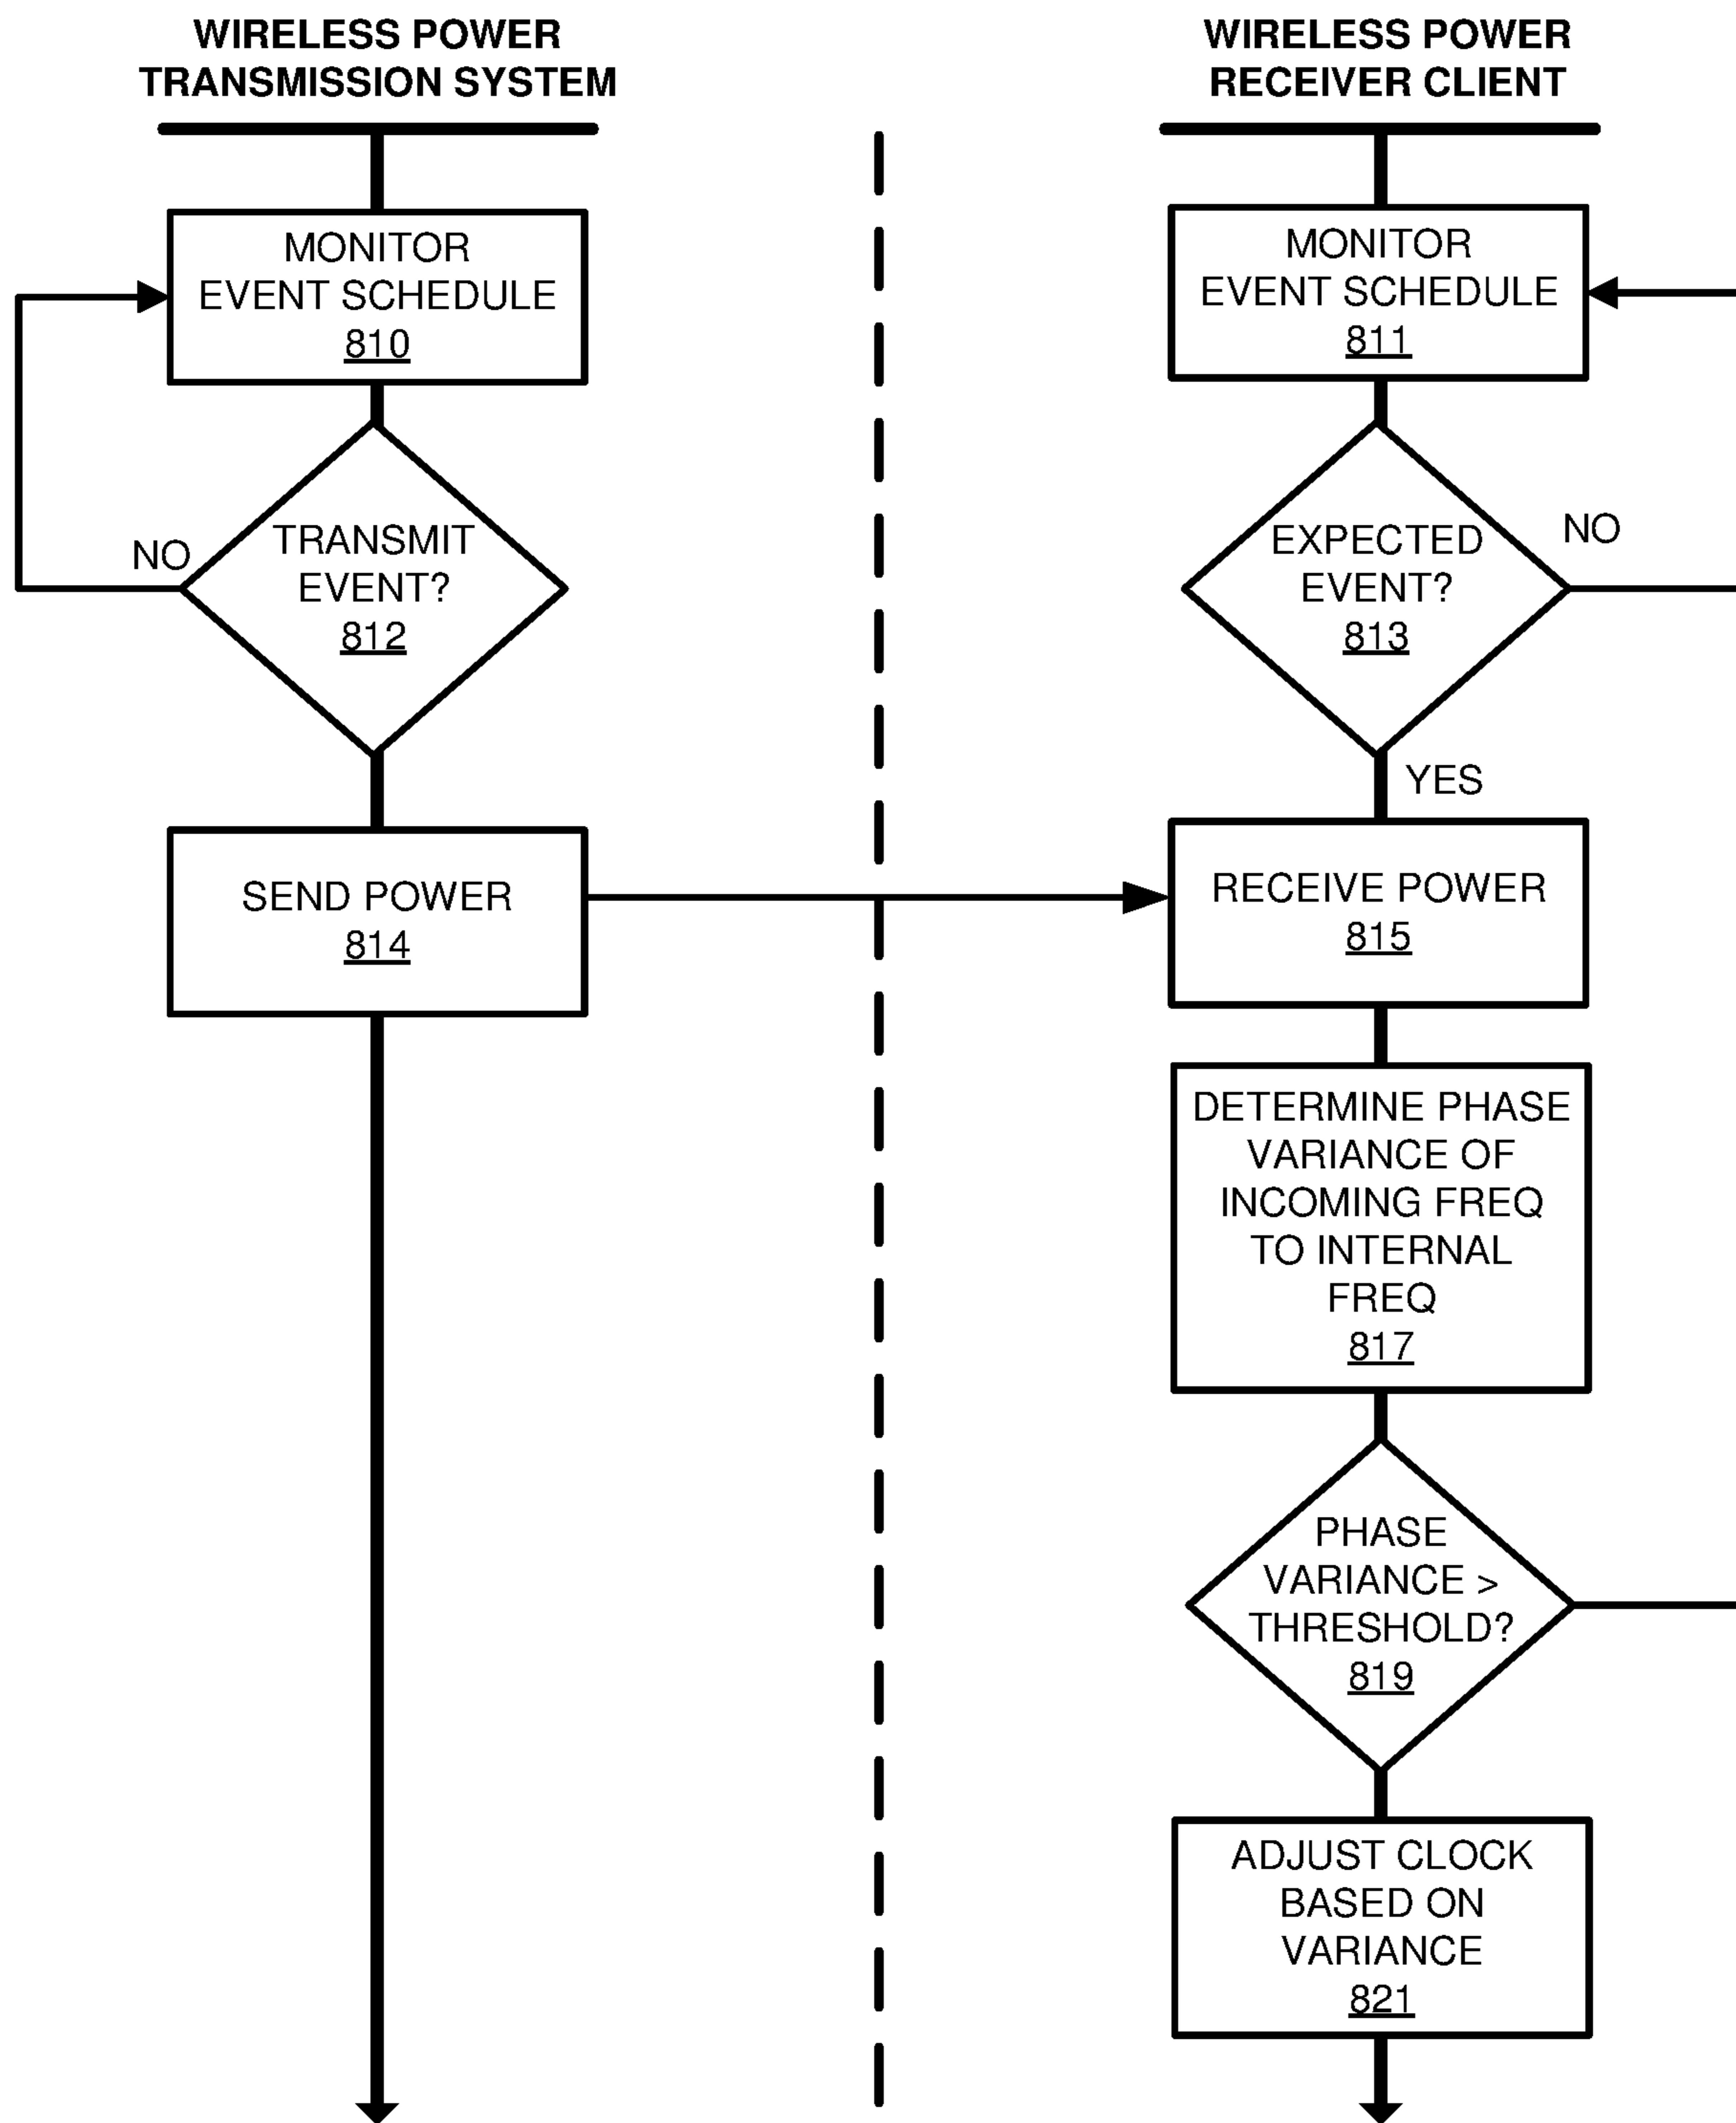 WIRELESS POWER
TRANSMISSION SYSTEM
MONITOR
EVENT SCHEDULE
810
NO
TRANSMIT
EVENT?
812
SEND POWER
814
WIRELESS POWER
RECEIVER CLIENT
MONITOR
EVENT SCHEDULE
811
EXPECTED
EVENT?
813
NO
YES
RECEIVE POWER
815
DETERMINE PHASE
VARIANCE OF
INCOMING FREQ
TO INTERNAL
FREQ
817
PHASE
VARIANCE >
THRESHOLD?
819
ADJUST CLOCK
BASED ON
VARIANCE
821